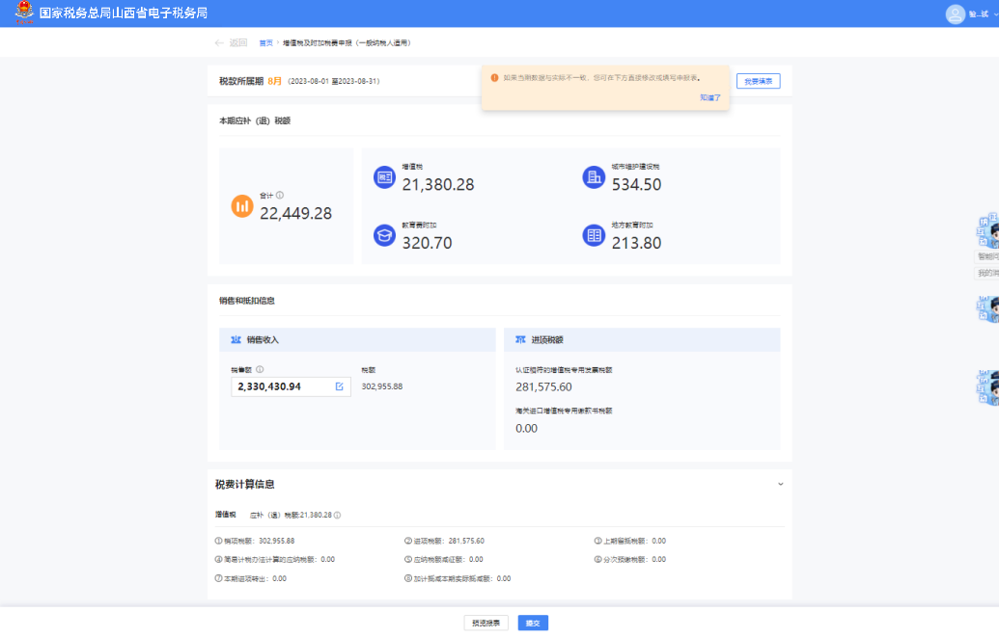 国家税务总局山西省电子税务局
返回 首页 › 增值税及附加税费申报（一般纳税人适用）
税款所属期 8月 （2023-08-01 至2023-08-31）
如果当期数据与实际不一致，您可在下方直接修改或填写申报表。
知道了
我要填表
本期应补（退）税额
合计
22,449.28
增值税
21,380.28
城市维护建设税
534.50
教育费附加
320.70
地方教育附加
213.80
销售和抵扣信息
销售收入
销售额
2,330,430.94
税额
302,955.88
进项税额
认证相符的增值税专用发票税额
281,575.60
海关进口增值税专用缴款书税额
0.00
税费计算信息
增值税 应补（退）税额:21,380.28
①销项税额：302,955.88 ②进项税额：281,575.60 ③上期留抵税额：0.00
④简易计税办法计算的应纳税额：0.00 ⑤应纳税额减征额：0.00 ⑥分次预缴税额：0.00
⑦本期进项转出：0.00 ⑧加计抵减本期实际抵减额：0.00
预览报表 提交
智能问
我的消